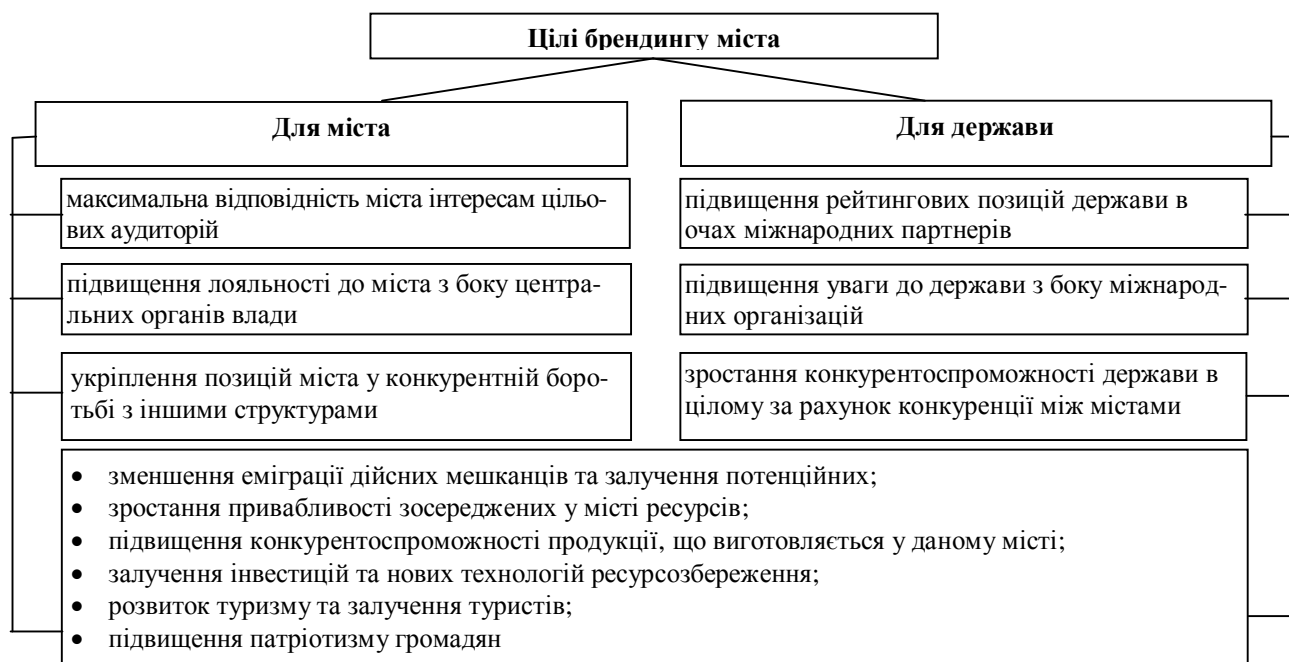 Цілі брендингу міста
Для міста
Для держави
максимальна відповідність міста інтересам цільо-
вих аудиторій
підвищення рейтингових позицій держави в
очах міжнародних партнерів
підвищення лояльності до міста з боку центра-
льних органів влади
підвищення уваги до держави з боку міжнарод-
них організацій
укріплення позицій міста у конкурентній боро-
тьбі з іншими структурами
зростання конкурентоспроможності держави в
цілому за рахунок конкуренції між містами
• зменшення еміграції дійсних мешканців та залучення потенційних;
• зростання привабливості зосереджених у місті ресурсів;
• підвищення конкурентоспроможності продукції, що виготовляється у даному місті;
• залучення інвестицій та нових технологій ресурсозбереження;
• розвиток туризму та залучення туристів;
• підвищення патріотизму громадян